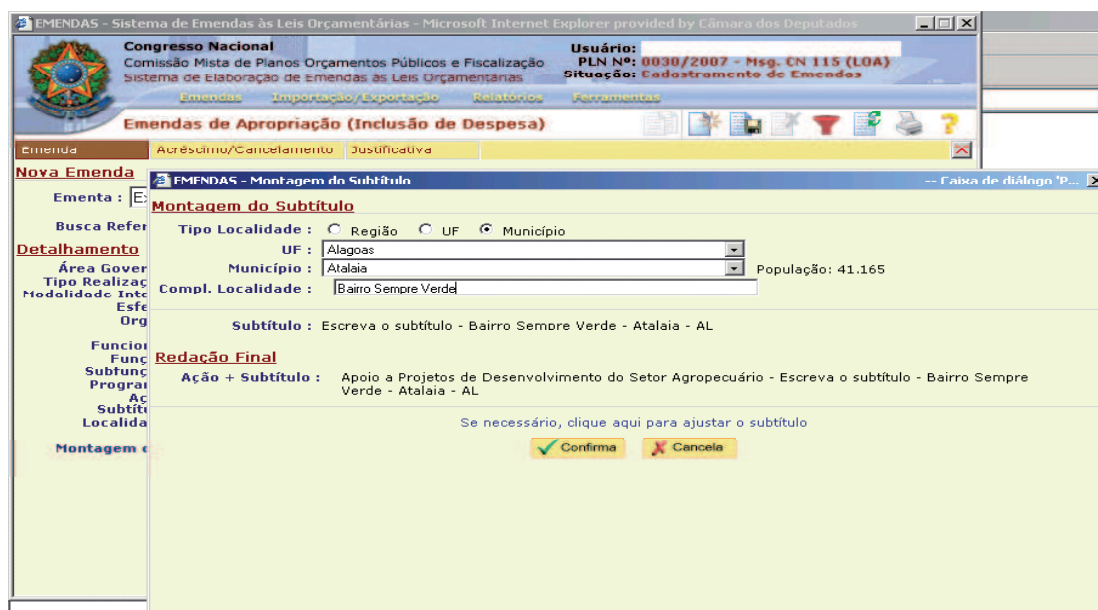 EMENDAS - Sistema de Emendas às Leis Orçamentárias - Microsoft Internet Explorer provided by Câmara dos Deputados
Congresso Nacional
Comissão Mista de Planos Orçamentos Públicos e Fiscalização
Sistema de Elaboração de Emendas às Leis Orçamentárias
Usuário:
PLN Nº: 0030/2007 - Msg. CN 115 (LOA)
Situação: Cadastramento de Emendas
Emendas Importação/Exportação Relatórios Ferramentas
Emendas de Apropriação (Inclusão de Despesa)
Emenda Acréscimo/Cancelamento Justificativa
Nova Emenda
Ementa :
Busca Refer
Detalhamento
Área Gover
Tipo Realizaç
Modalidade Inte
Esfe
Org
Funcion
Funç
Subfunç
Program
Aç
Subtít
Localida
Montagem d
EMENDAS - Montagem do Subtítulo -- Caixa de diálogo 'P...
Montagem do Subtítulo
Tipo Localidade : Região UF Município
UF : Alagoas
Município : Atalaia População: 41.165
Compl. Localidade : Bairro Sempre Verde
Subtítulo : Escreva o subtítulo - Bairro Sempre Verde - Atalaia - AL
Redação Final
Ação + Subtítulo : Apoio a Projetos de Desenvolvimento do Setor Agropecuário - Escreva o subtítulo - Bairro Sempre
Verde - Atalaia - AL
Se necessário, clique aqui para ajustar o subtítulo
Confirma Cancela